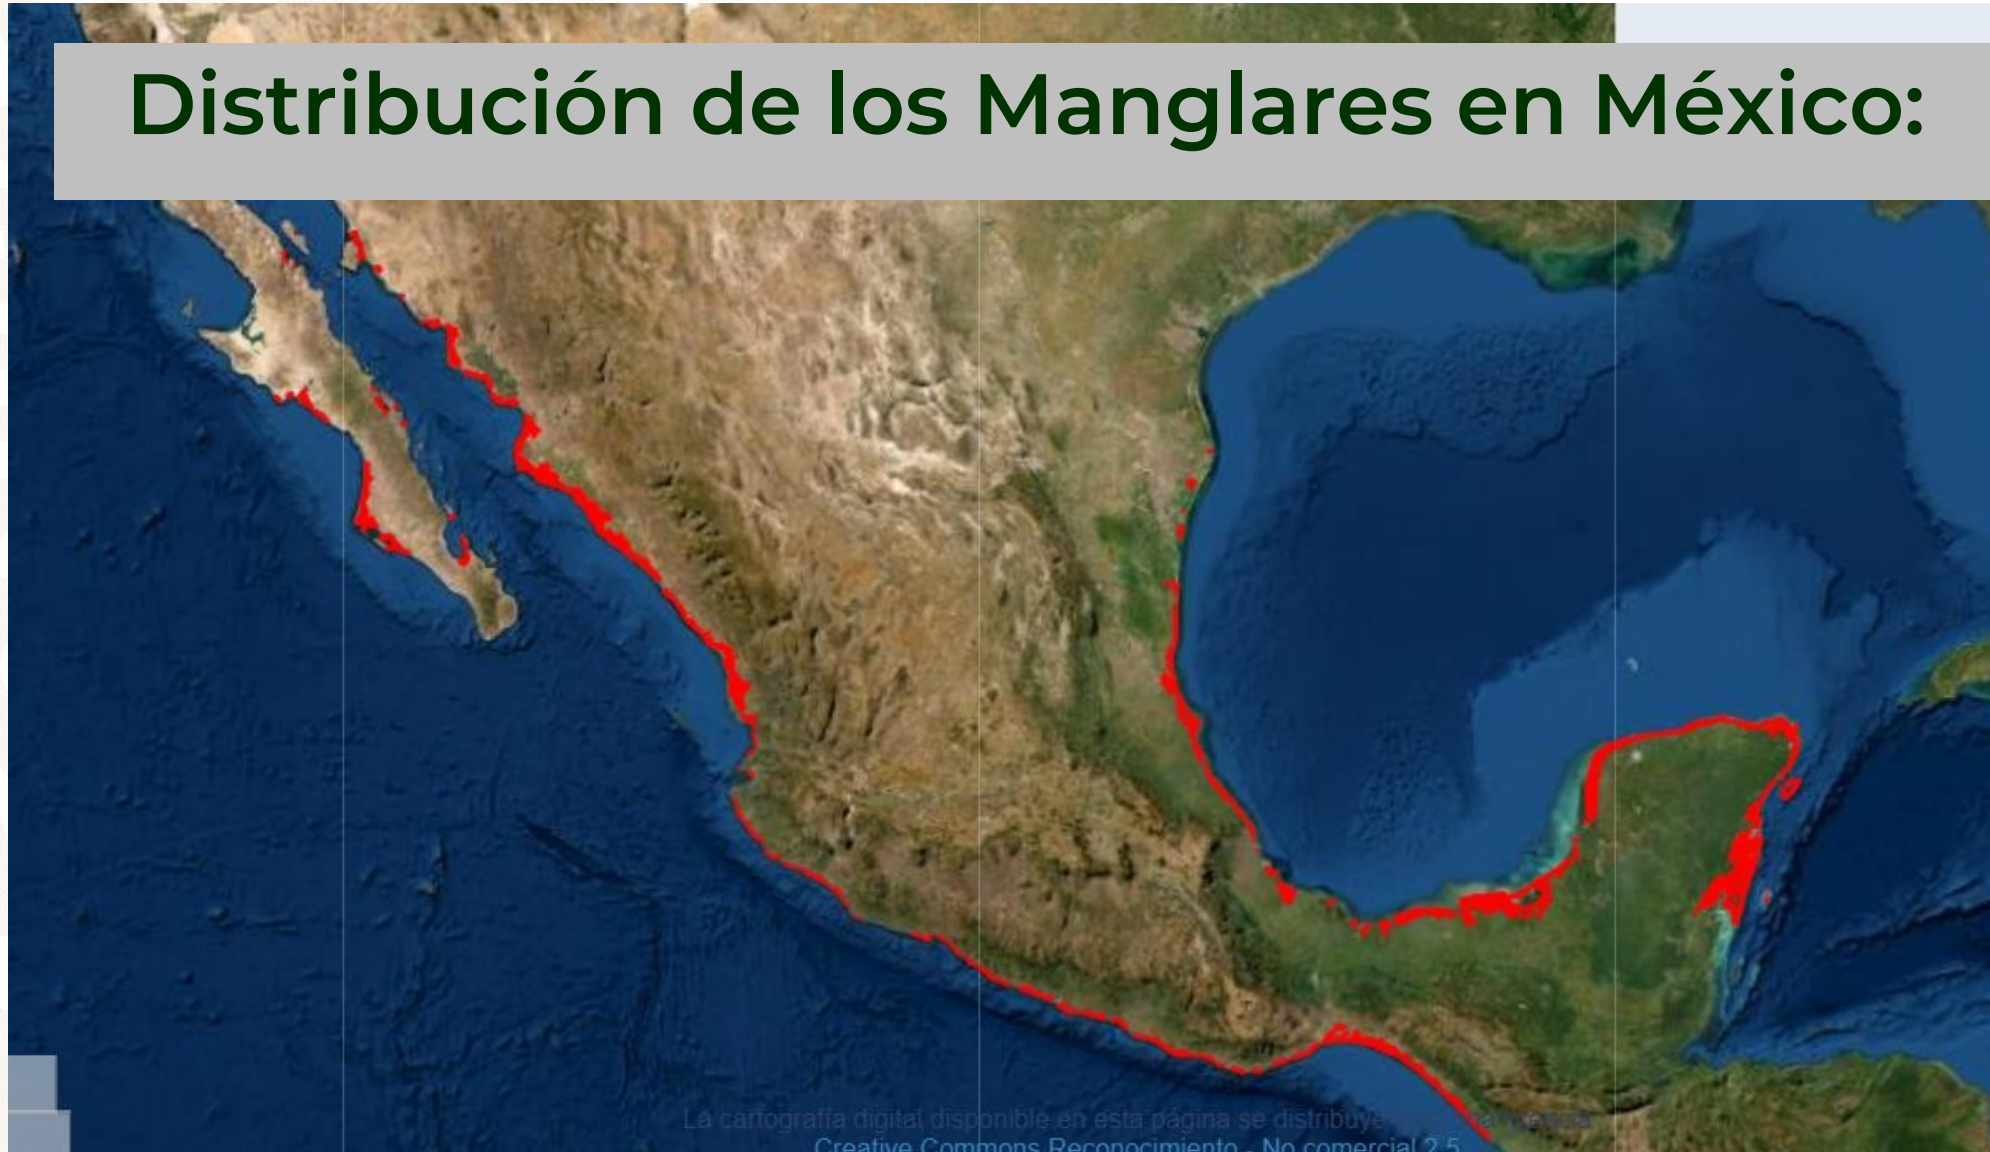 Distribución de los Manglares en México:
La cartografía digital disponible en esta página se distribuye
Creative Commons Reconocimiento - No comercial 2.5